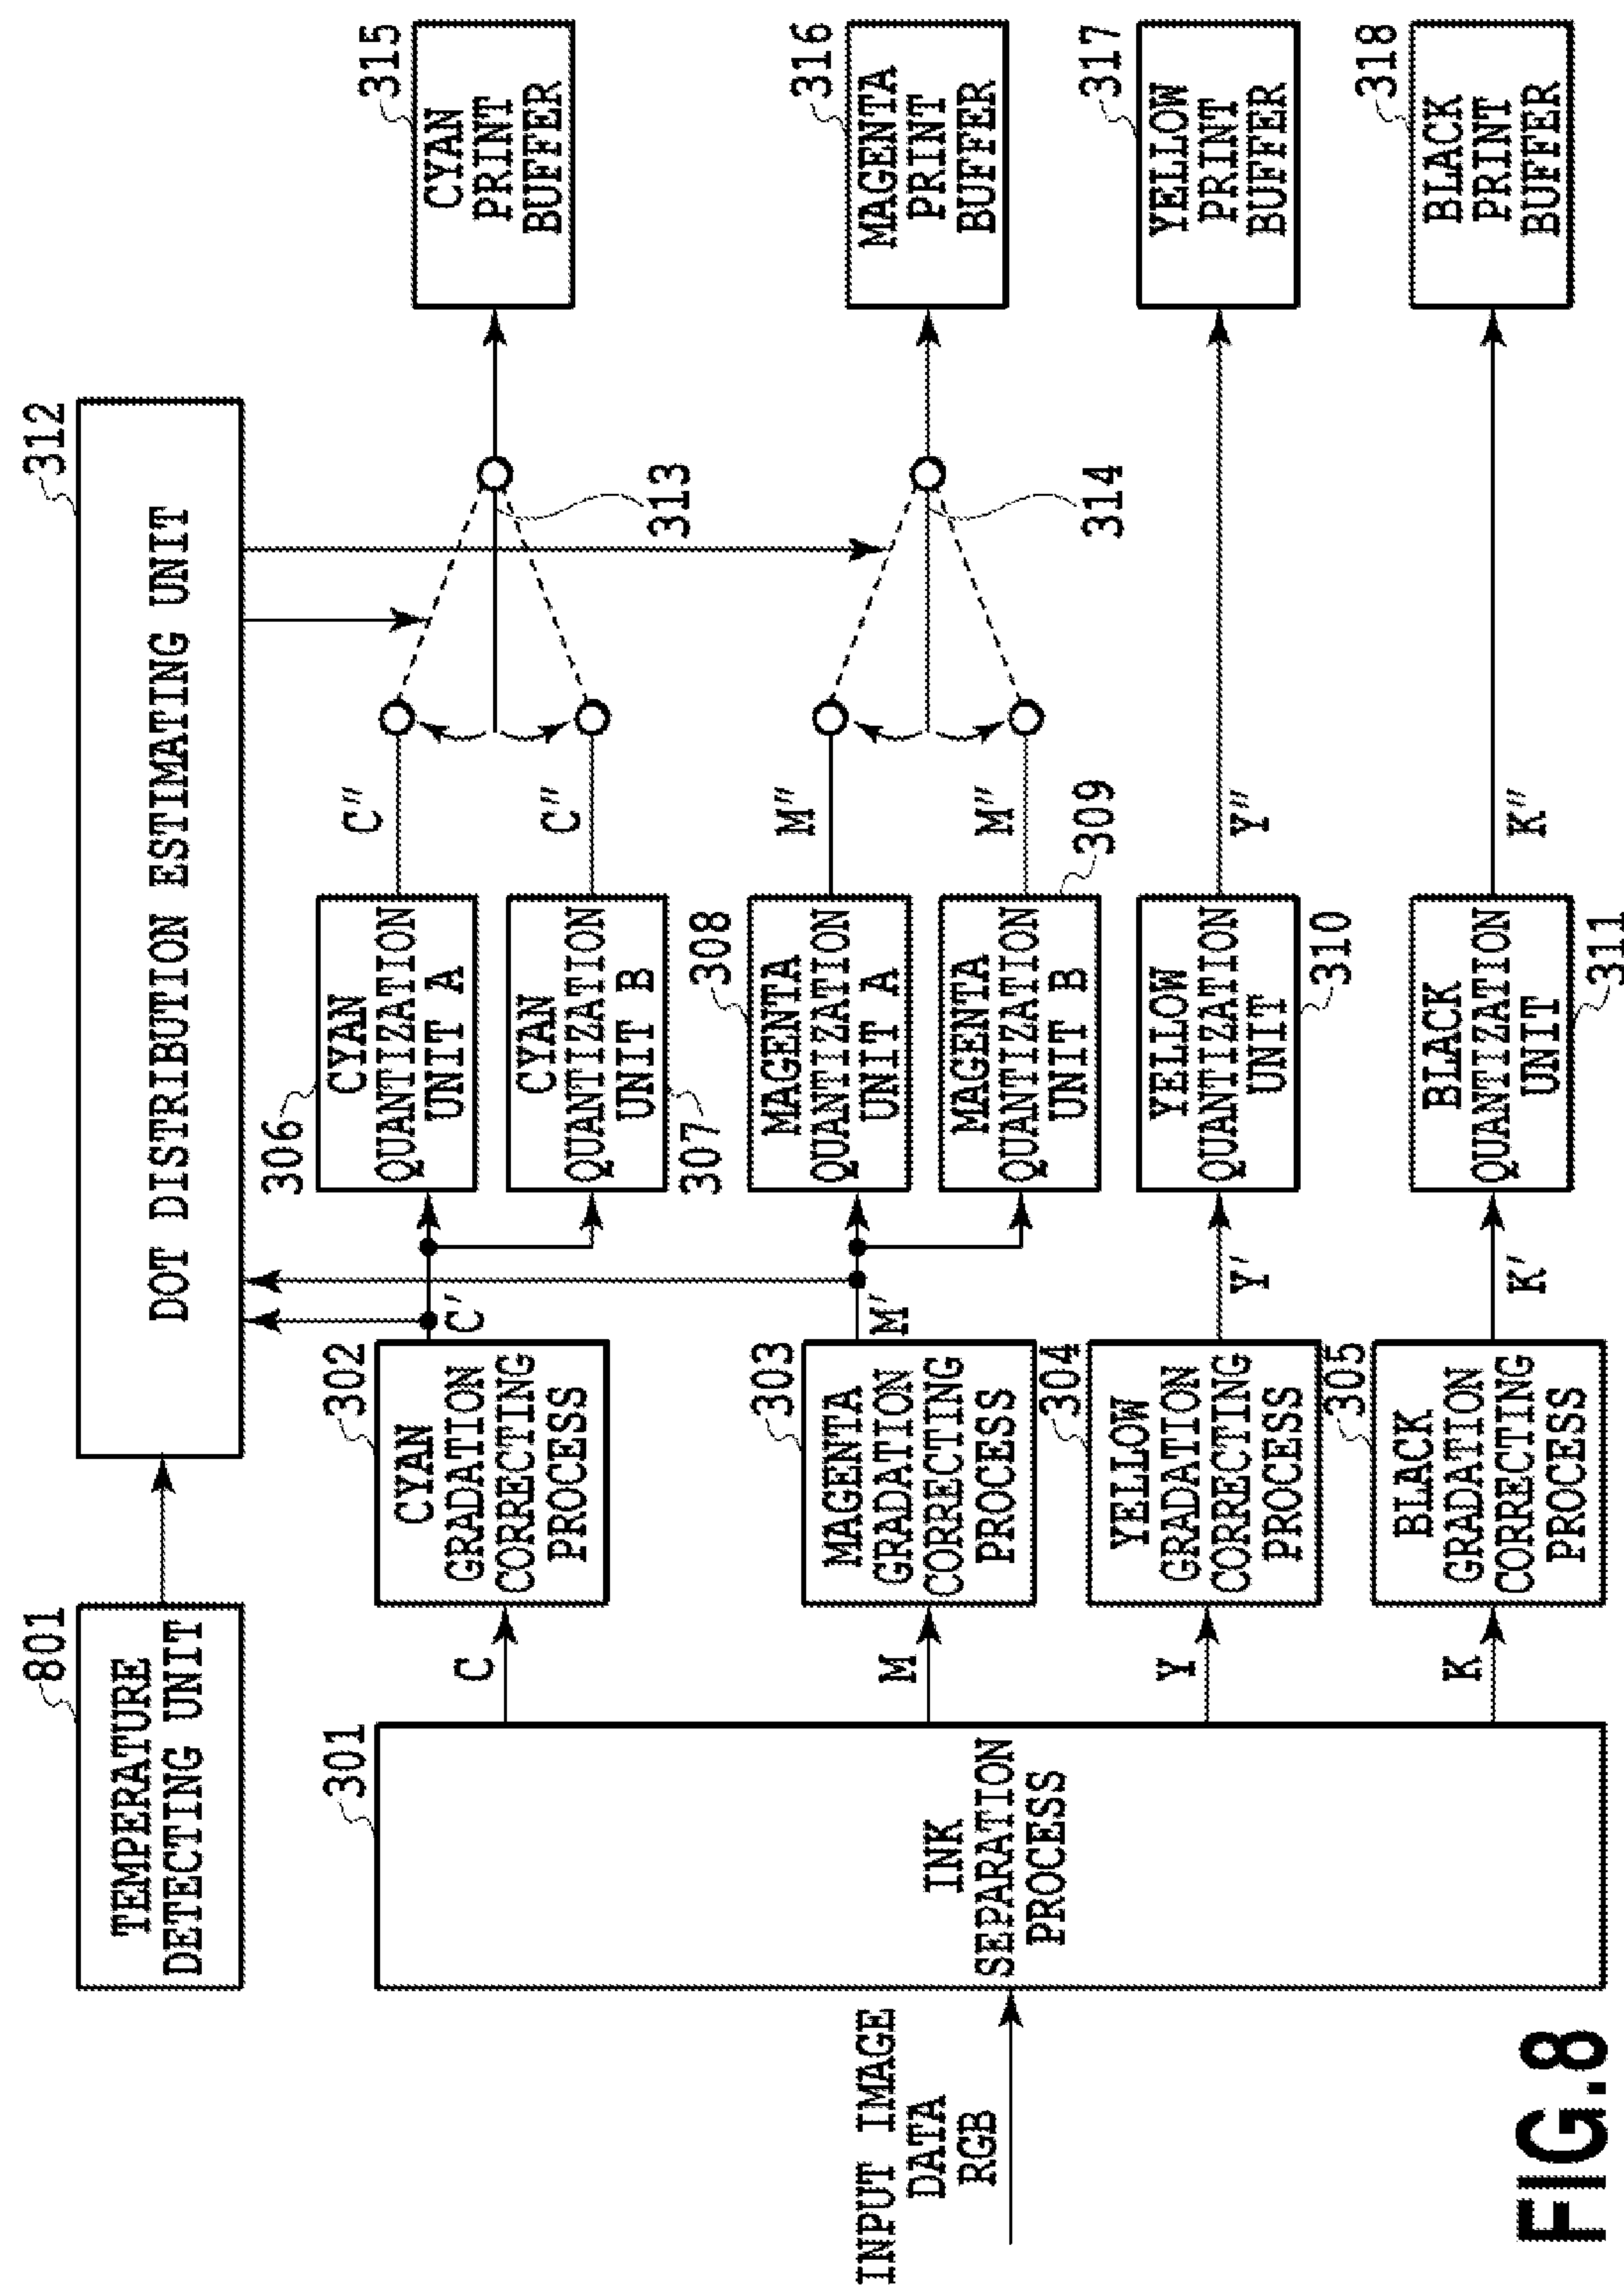 801
TEMPERATURE
DETECTING UNIT
312
DOT DISTRIBUTION ESTIMATING UNIT
INPUT IMAGE
DATA
RGB
301
INK
SEPARATION
PROCESS
C
M
Y
K
302
CYAN
GRADATION
CORRECTING
PROCESS
303
MAGENTA
GRADATION
CORRECTING
PROCESS
304
YELLOW
GRADATION
CORRECTING
PROCESS
305
BLACK
GRADATION
CORRECTING
PROCESS
C'
M'
Y'
K'
306
CYAN
QUANTIZATION
UNIT A
CYAN
QUANTIZATION
UNIT B
307
308
MAGENTA
QUANTIZATION
UNIT A
MAGENTA
QUANTIZATION
UNIT B
309
YELLOW
QUANTIZATION
UNIT
310
BLACK
QUANTIZATION
UNIT
311
C"
C"
M"
M"
Y"
K"
313
314
315
CYAN
PRINT
BUFFER
316
MAGENTA
PRINT
BUFFER
317
YELLOW
PRINT
BUFFER
318
BLACK
PRINT
BUFFER
FIG.8